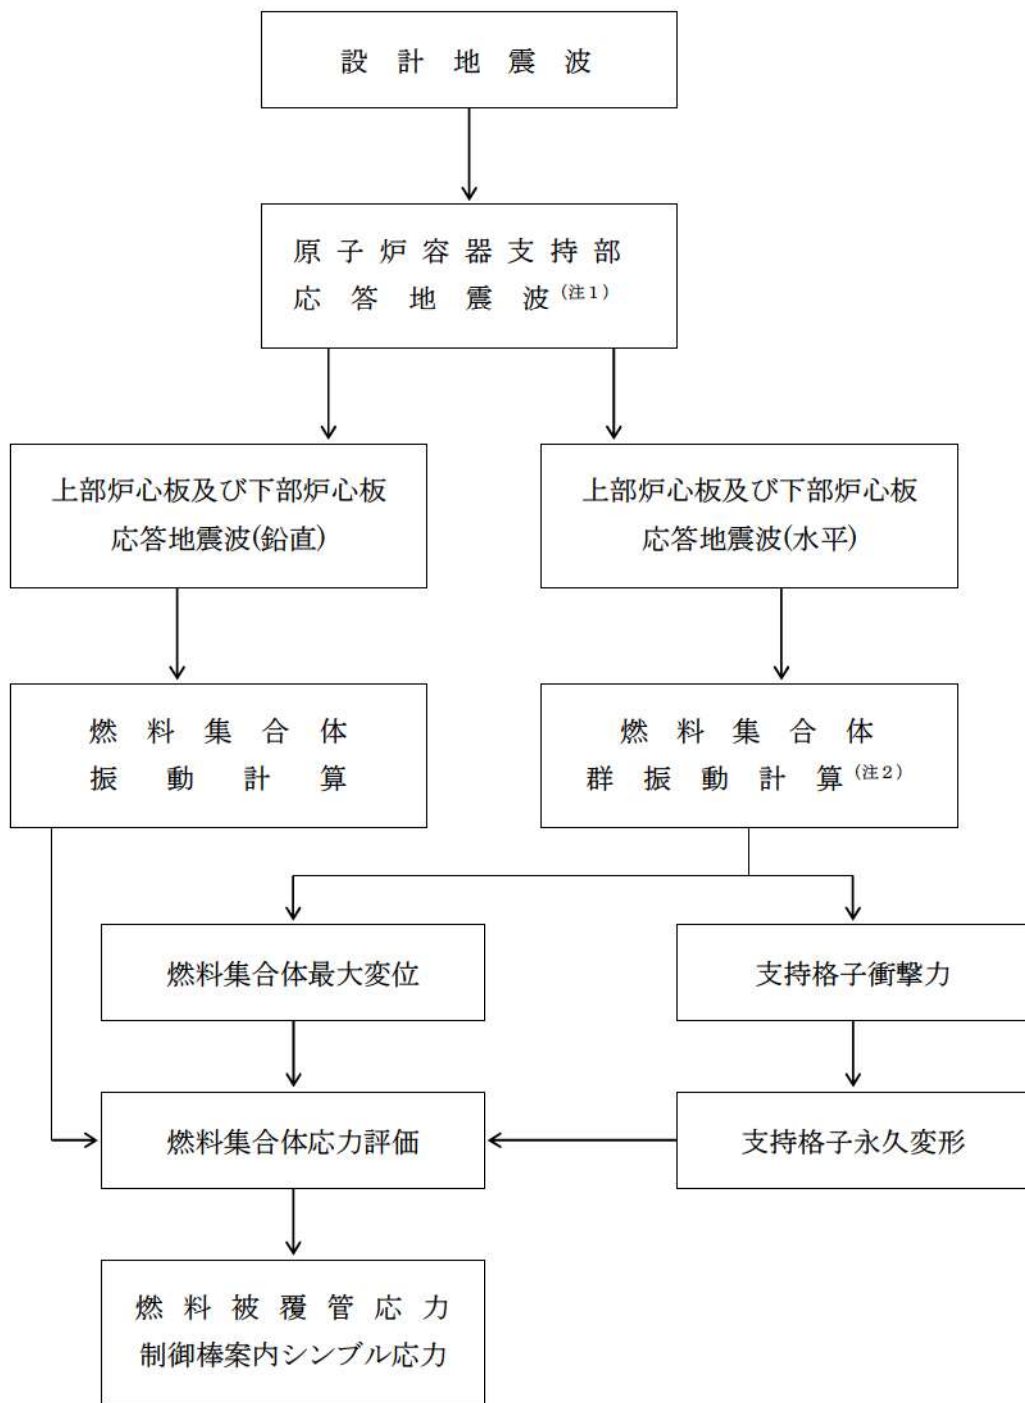 設計地震波
原子炉容器支持部
応答地震波(注1)
上部炉心板及び下部炉心板
応答地震波(鉛直)
上部炉心板及び下部炉心板
応答地震波(水平)
燃料集合体
振動計算
燃料集合体
群振動計算(注2)
燃料集合体最大変位
支持格子衝撃力
燃料集合体応力評価
支持格子永久変形
燃料被覆管応力
制御棒案内シンブル応力